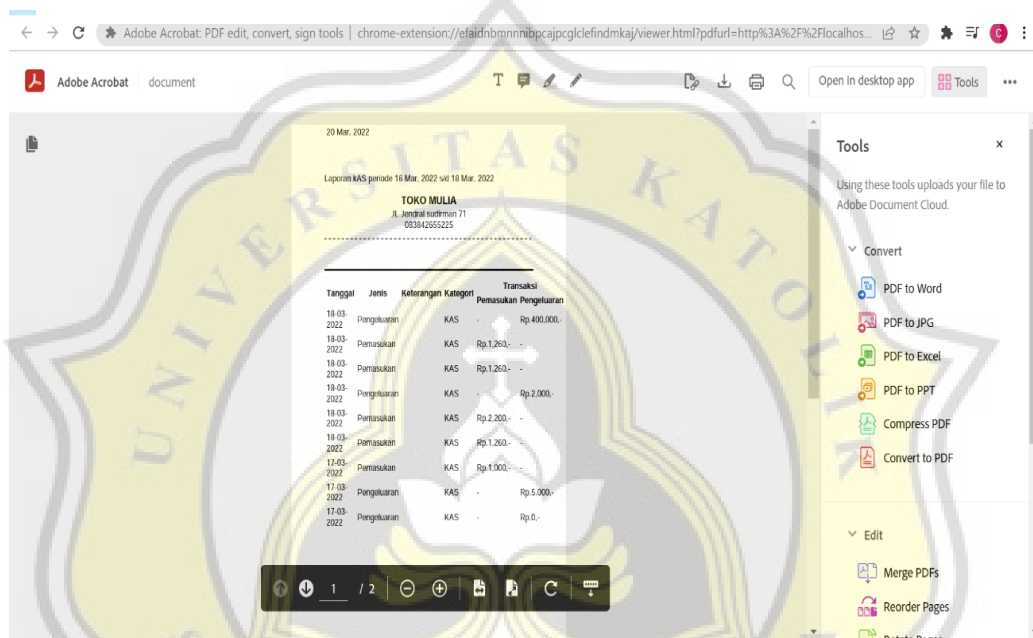 Adobe Acrobat: PDF edit, convert, sign tools | chrome-extension://efaidnbmnnnibpcajpcglclefindmkaj/viewer.html?pdfurl=http%3A%2F%2Flocalhos...
C
Adobe Acrobat document
Open in desktop app
Tools
20 Mar, 2022
Laporan kAS periode 16 Mar, 2022 s/d 18 Mar, 2022
TOKO MULIA
Jl. Jendral sudirman 71
083842655225
Tanggal Jenis Keterangan Kategori Transaksi
Pemasukan Pengeluaran
18-03-2022 Pengeluaran KAS - Rp.400.000,-
18-03-2022 Pemasukan KAS Rp.1,260,- -
18-03-2022 Pemasukan KAS Rp.1,260,- -
18-03-2022 Pengeluaran KAS - Rp.2.000,-
18-03-2022 Pemasukan KAS Rp.2.200,- -
18-03-2022 Pemasukan KAS Rp.1.260,- -
17-03-2022 Pemasukan KAS Rp.1.000,- -
17-03-2022 Pengeluaran KAS - Rp.5.000,-
17-03-2022 Pengeluaran KAS - Rp.0,-
1 / 2
Tools
Using these tools uploads your file to
Adobe Document Cloud.
Convert
PDF to Word
PDF to JPG
PDF to Excel
PDF to PPT
Compress PDF
Convert to PDF
Edit
Merge PDFs
Reorder Pages
Rotate Pages
UNIVERSITAS KATOLIK